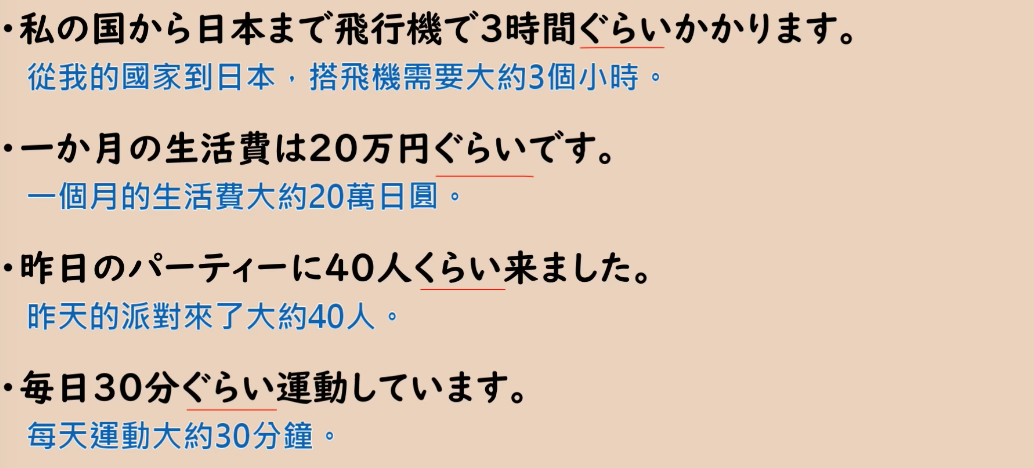 ・私の国から日本まで飛行機で3時間ぐらいかかります。
從我的國家到日本，搭飛機需要大約3個小時。
・一か月の生活費は20万円ぐらいです。
一個月的生活費大約20萬日圓。
・昨日のパーティーに40人くらい来ました。
昨天的派對來了大約40人。
・毎日30分ぐらい運動しています。
每天運動大約30分鐘。